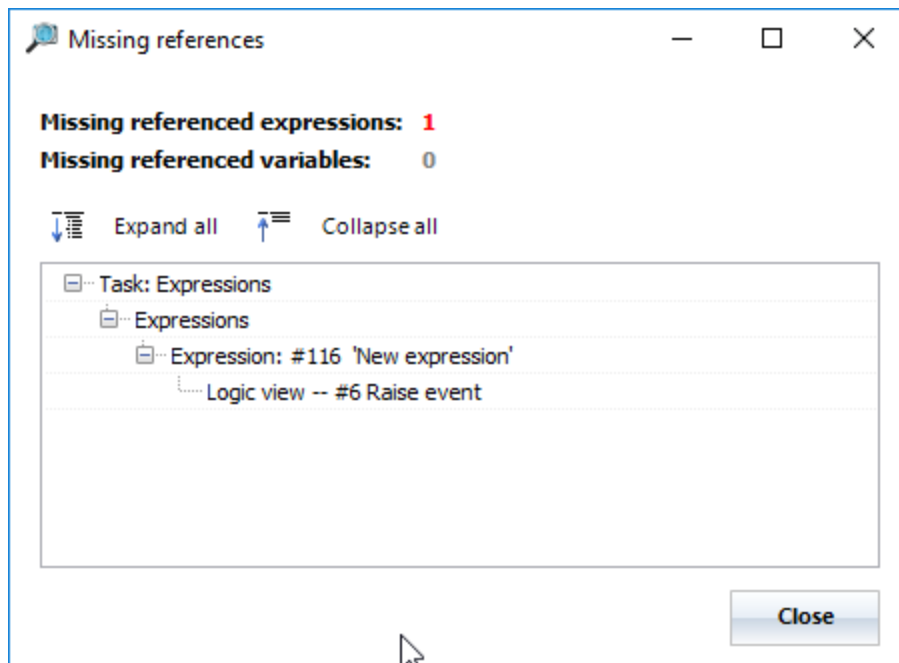 Missing references
Missing referenced expressions: 1
Missing referenced variables: 0
Expand all Collapse all
Task: Expressions
Expressions
Expression: #116 'New expression'
Logic view -- #6 Raise event
Close